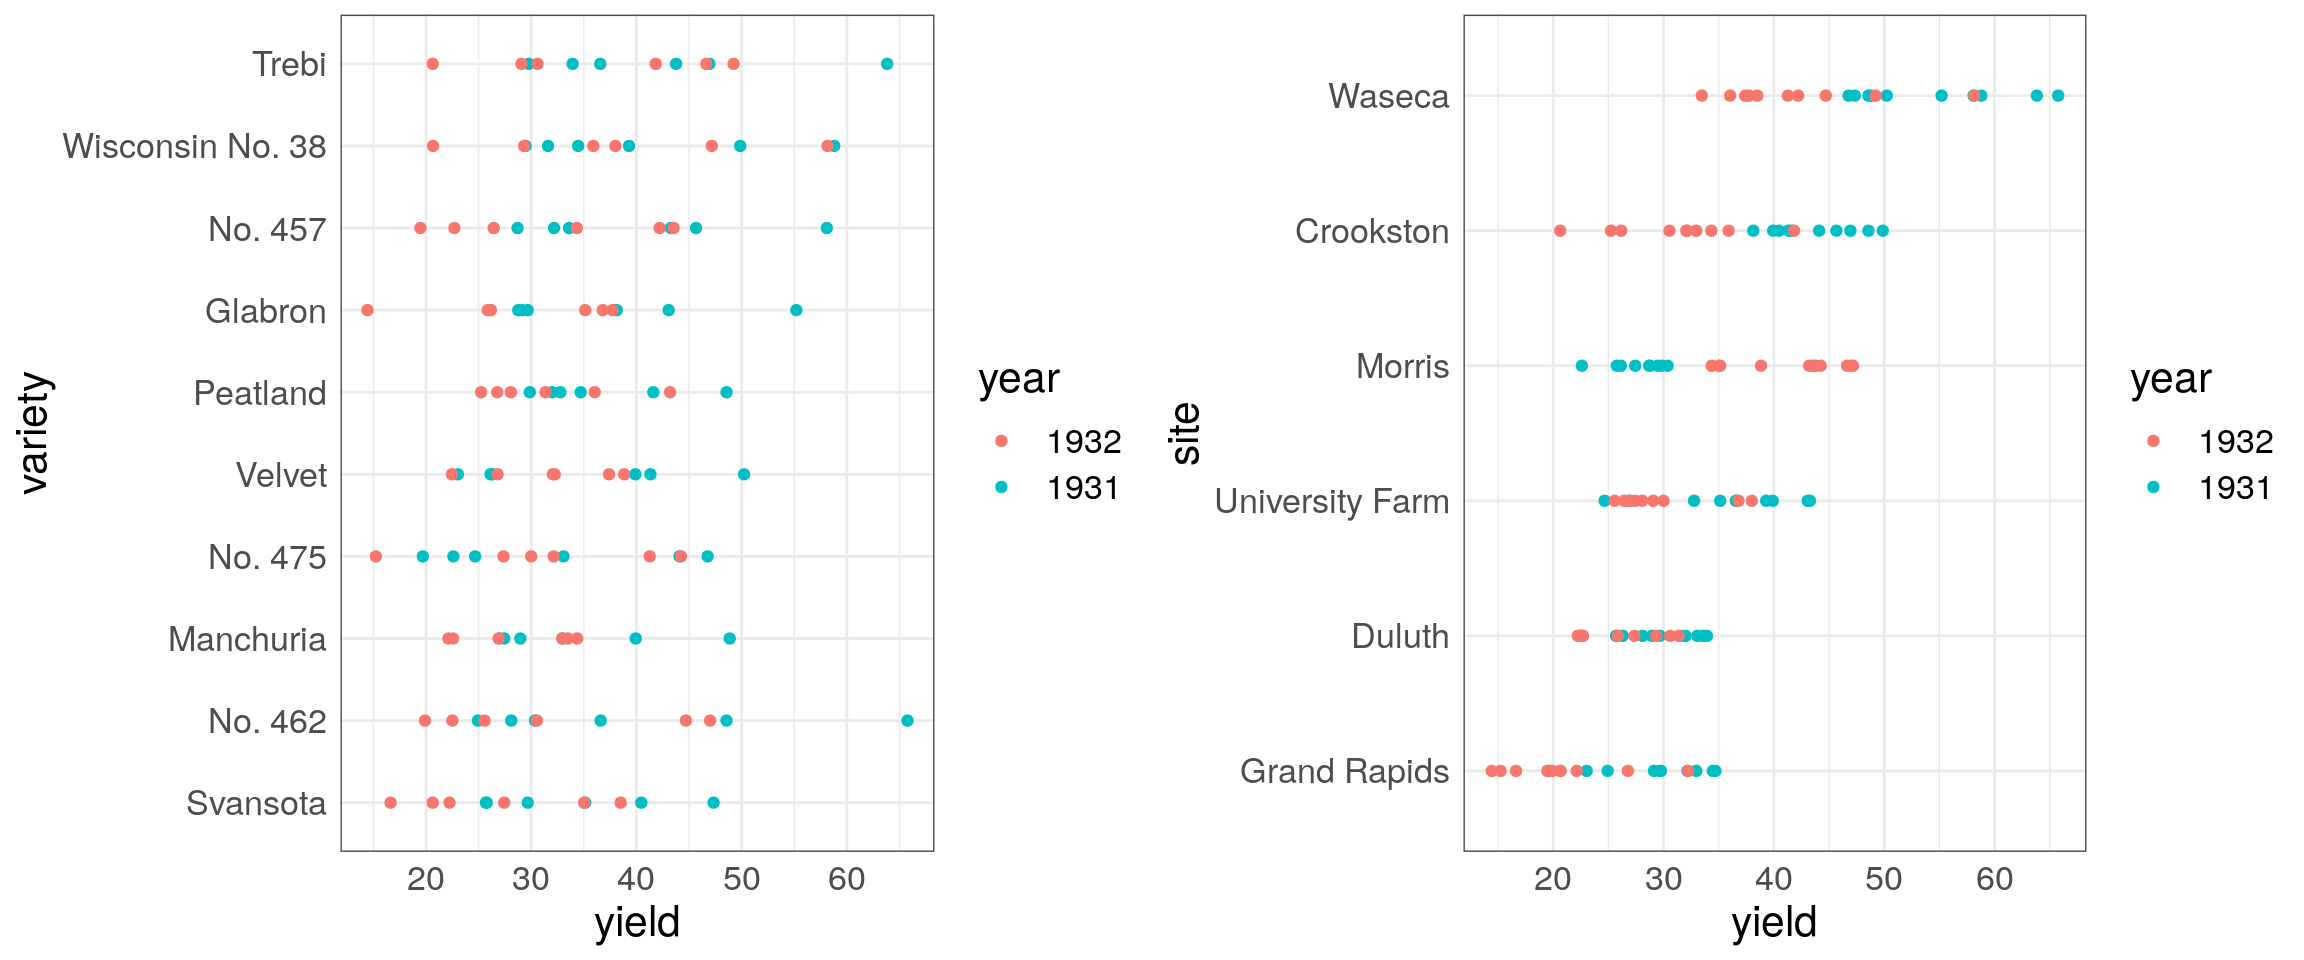 variety
Trebi
Wisconsin No. 38
No. 457
Glabron
Peatland
Velvet
No. 475
Manchuria
No. 462
Svansota
20 30 40 50 60
yield
year
1932
1931
site
Waseca
Crookston
Morris
University Farm
Duluth
Grand Rapids
20 30 40 50 60
yield
year
1932
1931